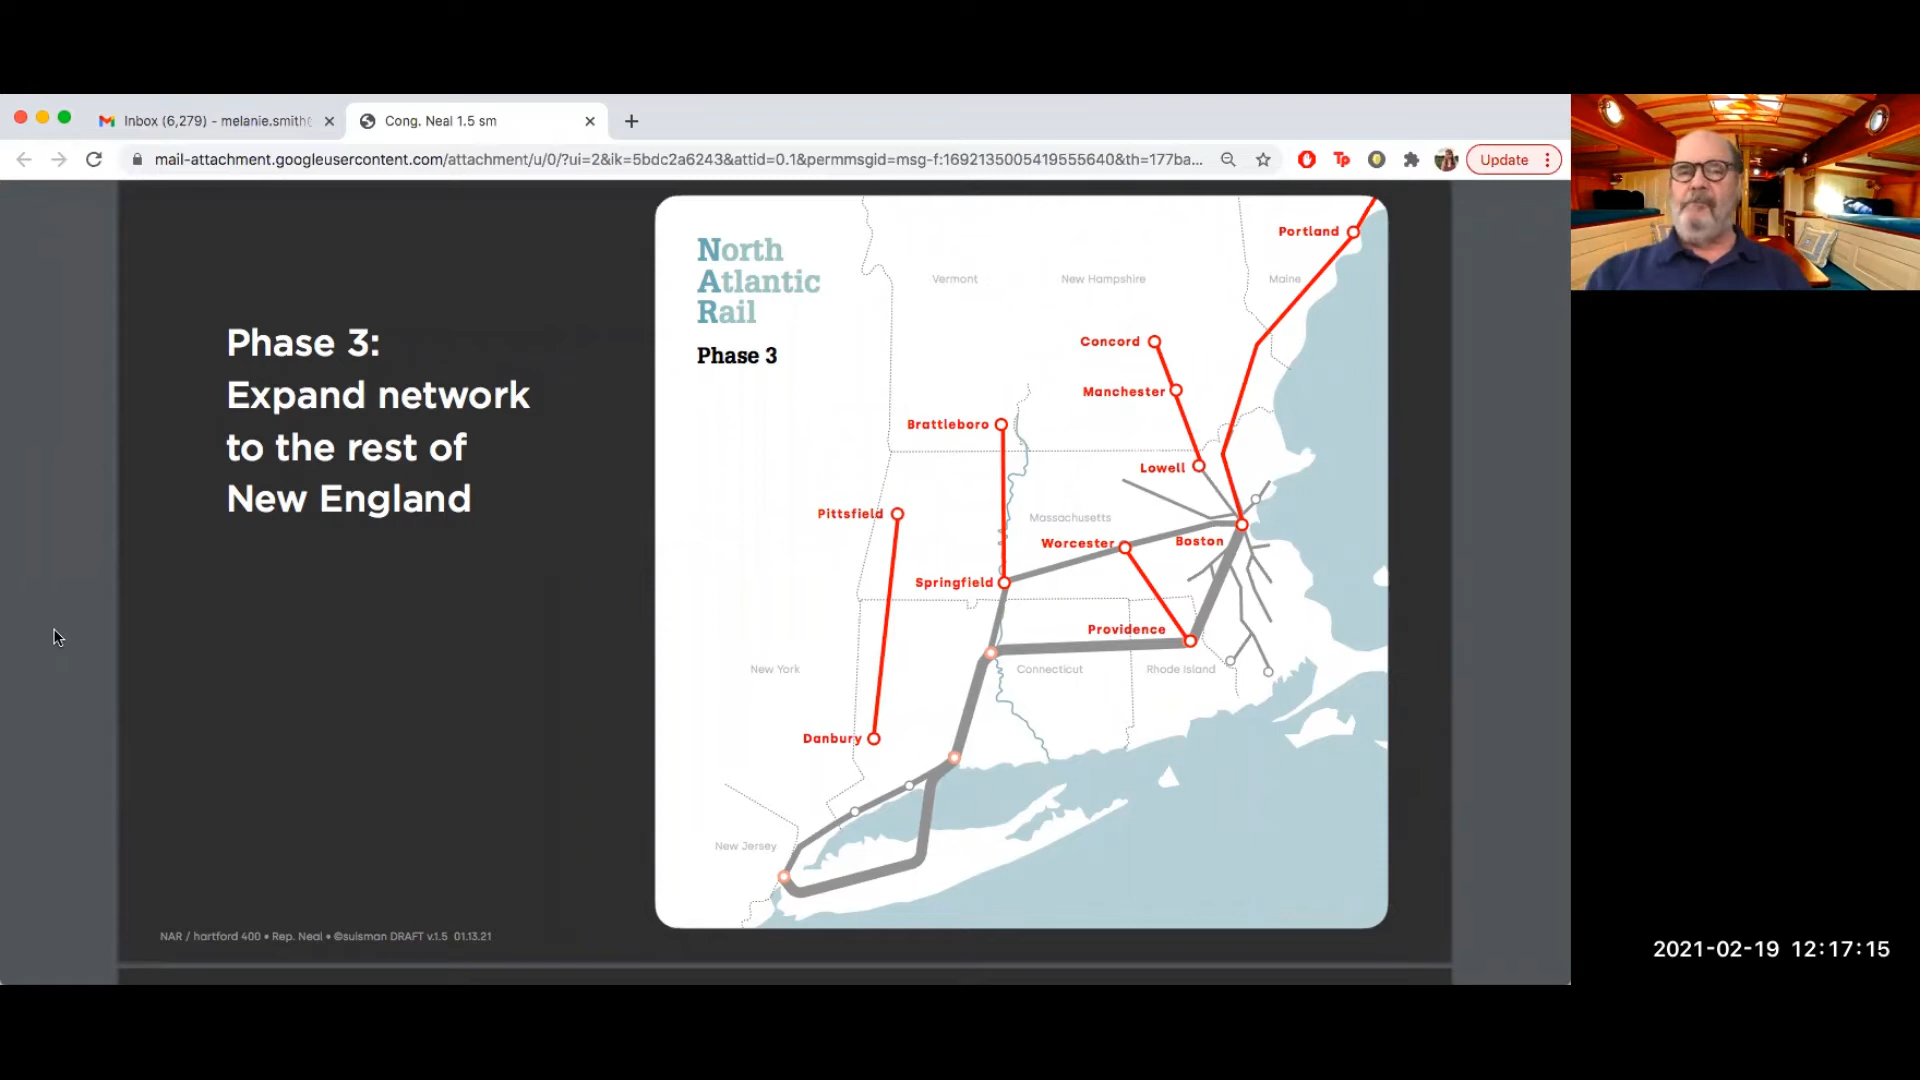 Inbox (6,279) - melanie.smith
Cong. Neal 1.5 sm
mail-attachment.googleusercontent.com/attachment/u/0/?ui=2&ik=5bdc2a6243&attid=0.1&permmsgid=msg-f:1692135005419555640&th=177ba...
Tp
Update
Phase 3:
Expand network
to the rest of
New England
North
Atlantic
Rail
Phase 3
Portland
Vermont
New Hampshire
Maine
Concord
Manchester
Brattleboro
Lowell
Pittsfield
Massachusetts
Worcester
Boston
Springfield
Providence
New York
Connecticut
Rhode Island
Danbury
New Jersey
NAR / hartford 400 • Rep. Neal • ©suisman DRAFT v.1.5 01.13.21
2021-02-19 12:17:15